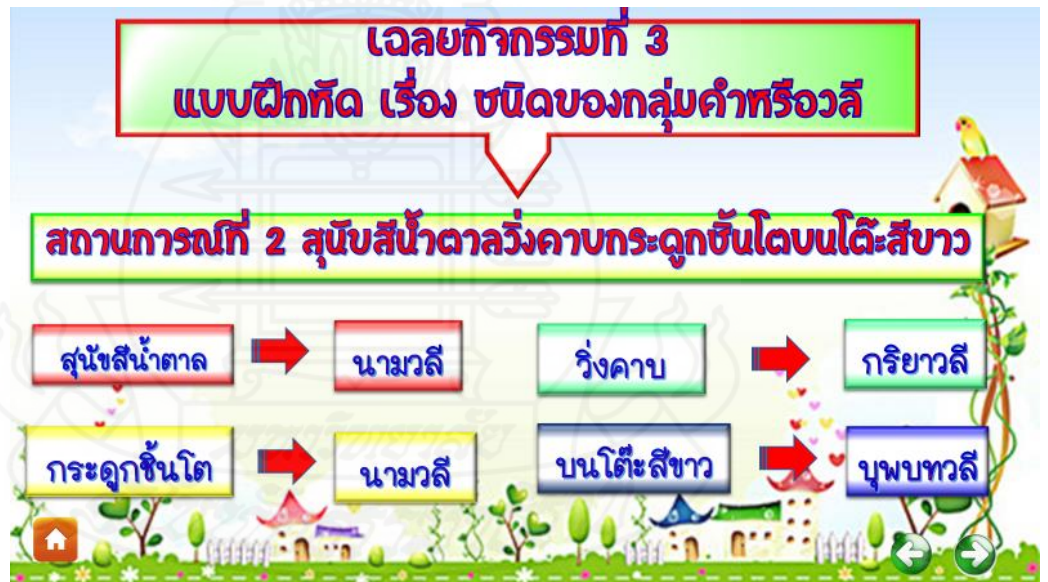 เฉลยกิจกรรมที่ 3
แบบฝึกหัด เรื่อง ชนิดของกลุ่มคำหรือวลี
สถานการณ์ที่ 2 สุนัขสีน้ำตาลวิ่งคาบกระดูกชิ้นโตบนโต๊ะสีขาว
สุนัขสีน้ำตาล
นามวลี
วิ่งคาบ
กริยาวลี
กระดูกชิ้นโต
นามวลี
บนโต๊ะสีขาว
บุพบทวลี